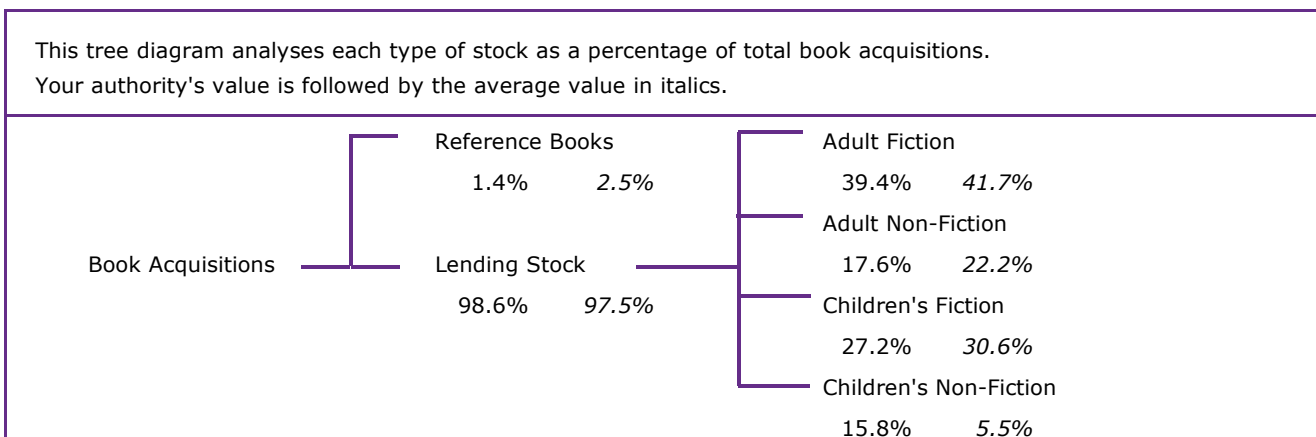 This tree diagram analyses each type of stock as a percentage of total book acquisitions.
Your authority's value is followed by the average value in italics.
Reference Books
1.4% 2.5%
Book Acquisitions
Lending Stock
98.6% 97.5%
Adult Fiction
39.4% 41.7%
Adult Non-Fiction
17.6% 22.2%
Children's Fiction
27.2% 30.6%
Children's Non-Fiction
15.8% 5.5%